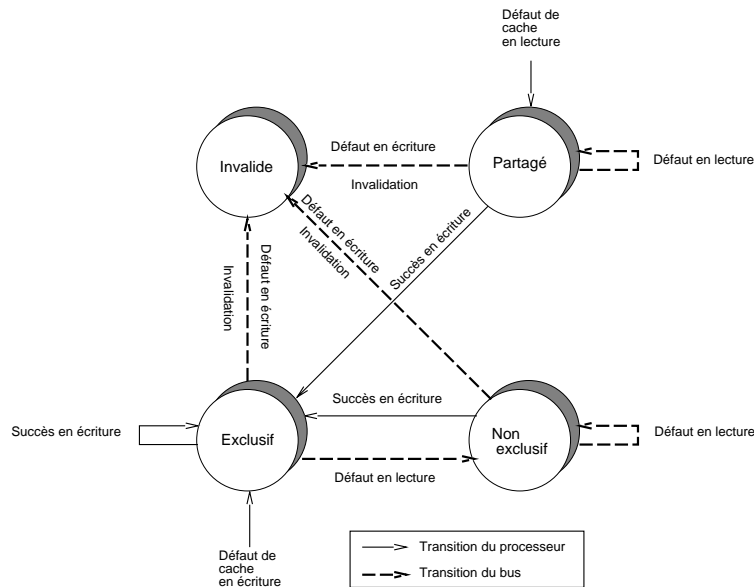 Défaut de
cache
en lecture
Invalide
Défaut en écriture
Invalidation
Partagé
Défaut en lecture
Défaut en écriture
Invalidation
Succès en écriture
Défaut en écriture
Invalidation
Succès en écriture
Exclusif
Succès en écriture
Non
exclusif
Défaut en lecture
Défaut en lecture
Défaut de
cache
en écriture
Transition du processeur
Transition du bus